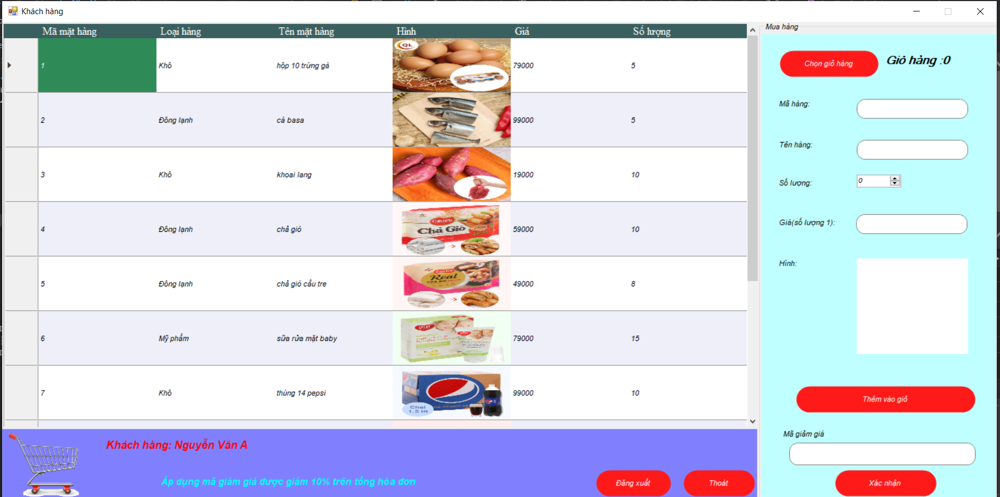 Khách hàng
Mã mặt hàng Loại hàng Tên mặt hàng Hình Giá Số lượng
1 Khô hộp 10 trứng gà 79000 5
QL
2 Đông lạnh cá basa 99000 5
3 Khô khoai lang 19000 10
4 Đông lạnh chả giò 59000 10
Cầu Tre
Chả Giò
5 Đông lạnh chả giò cầu tre 49000 8
Cầu Tre
Real
6 Mỹ phẩm sữa rửa mặt baby 79000 15
7 Khô thùng 14 pepsi 99000 10
Chai
1.5 lít
Mua hàng
Chọn giỏ hàng
Giỏ hàng :0
Mã hàng:
Tên hàng:
Số lượng: 0
Giá(số lượng 1):
Hình:
Thêm vào giỏ
Mã giảm giá
Xác nhận
Khách hàng: Nguyễn Văn A
Áp dụng mã giảm giá được giảm 10% trên tổng hóa đơn
Đăng xuất Thoát